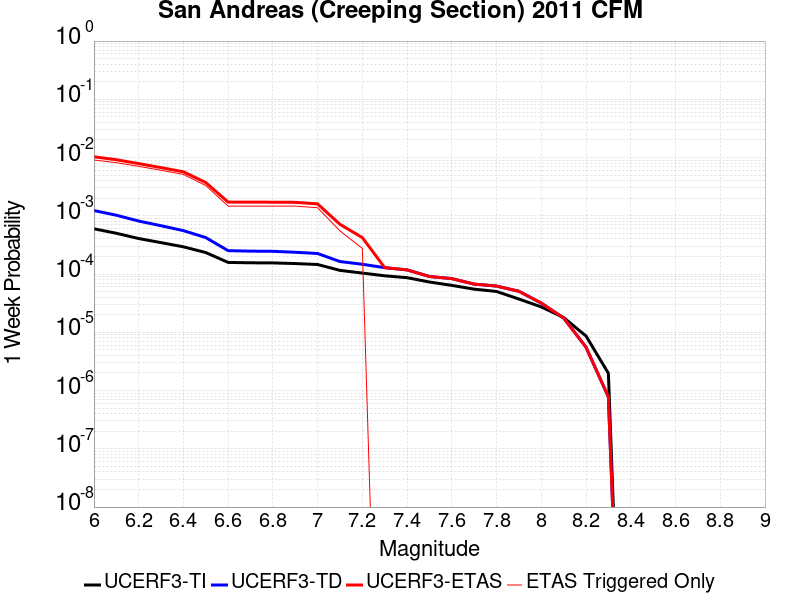 San Andreas (Creeping Section) 2011 CFM
10^0
10^-1
10^-2
10^-3
10^-4
10^-5
10^-6
10^-7
10^-8
1 Week Probability
6 6.2 6.4 6.6 6.8 7 7.2 7.4 7.6 7.8 8 8.2 8.4 8.6 8.8 9
Magnitude
UCERF3-TI UCERF3-TD UCERF3-ETAS ETAS Triggered Only